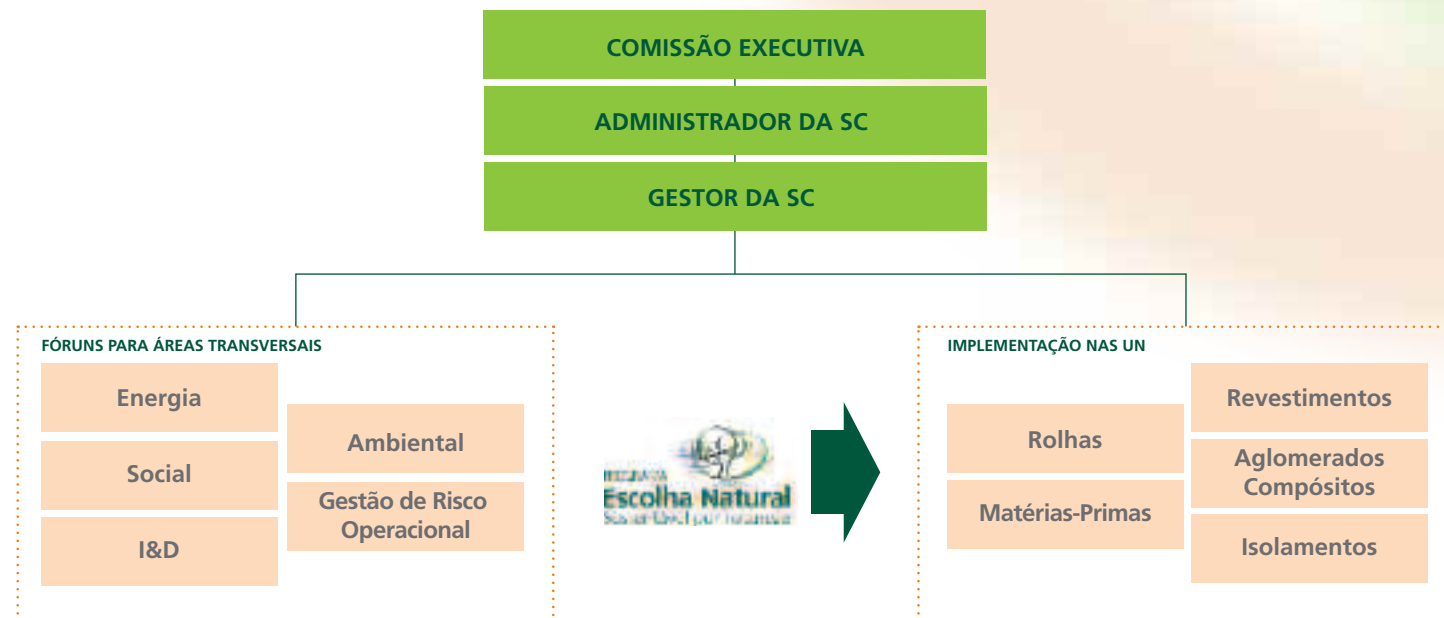 COMISSÃO EXECUTIVA
ADMINISTRADOR DA SC
GESTOR DA SC
FÓRUNS PARA ÁREAS TRANSVERSAIS
Energia
Social
I&D
Ambiental
Gestão de Risco
Operacional
Escolha Natural
IMPLEMENTAÇÃO NAS UN
Rolhas
Matérias-Primas
Revestimentos
Aglomerados
Compósitos
Isolamentos